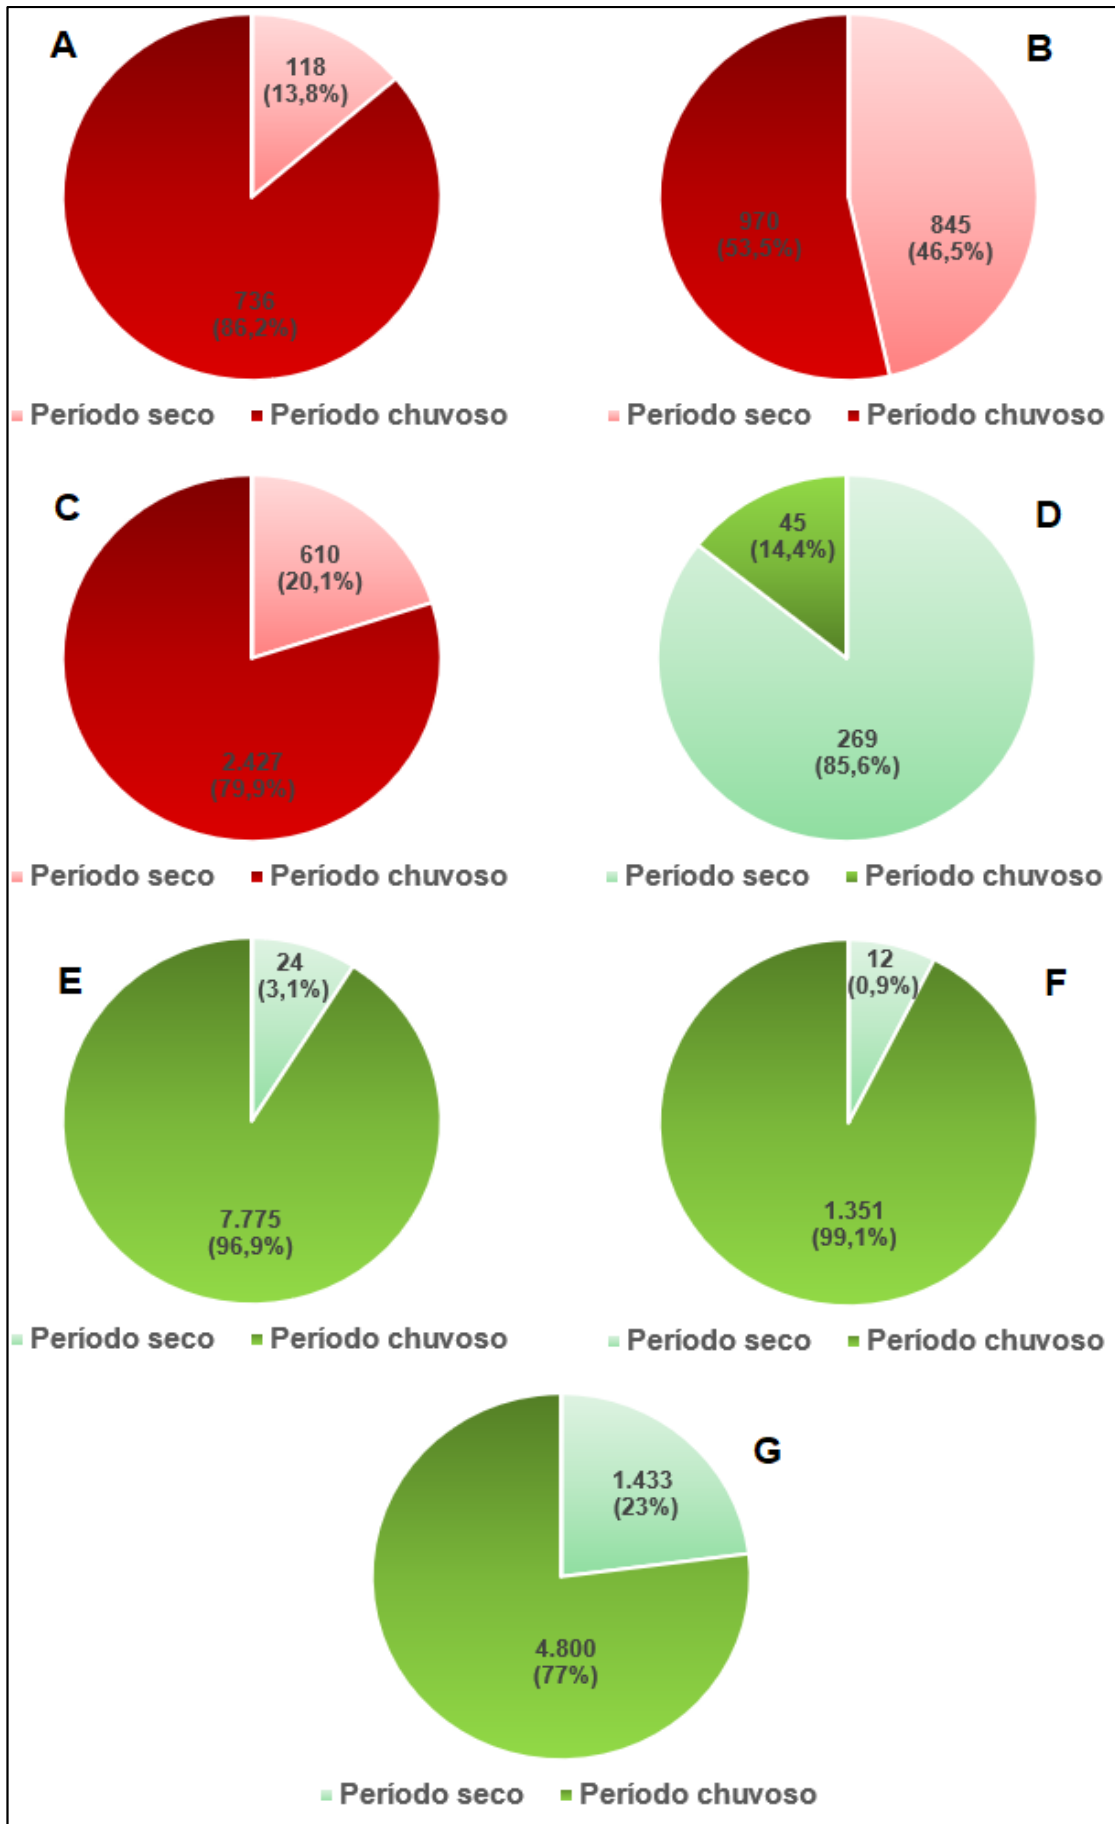 A
118
(13,8%)
736
(86,2%)
Período seco Período chuvoso
B
970
(53,5%)
845
(46,5%)
Período seco Período chuvoso
C
610
(20,1%)
2.427
(79,9%)
Período seco Período chuvoso
D
45
(14,4%)
269
(85,6%)
Período seco Período chuvoso
E
24
(3,1%)
7.775
(96,9%)
Período seco Período chuvoso
F
12
(0,9%)
1.351
(99,1%)
Período seco Período chuvoso
G
1.433
(23%)
4.800
(77%)
Período seco Período chuvoso